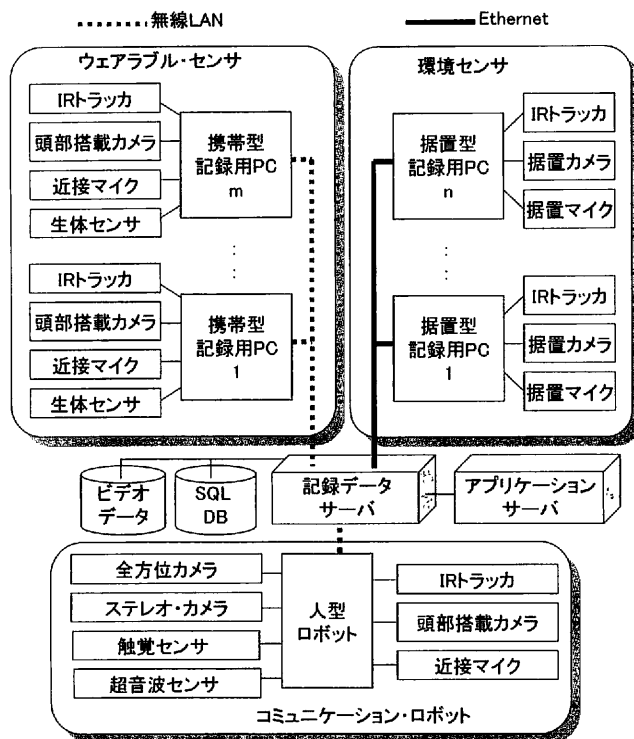 無線LAN
Ethernet
ウェアラブル・センサ
IRトラッカ
頭部搭載カメラ
近接マイク
生体センサ
携帯型
記録用PC
m
:
:
IRトラッカ
頭部搭載カメラ
近接マイク
生体センサ
携帯型
記録用PC
1
環境センサ
据置型
記録用PC
n
IRトラッカ
据置カメラ
据置マイク
:
:
据置型
記録用PC
1
IRトラッカ
据置カメラ
据置マイク
ビデオ
データ
SQL
DB
記録データ
サーバ
アプリケーション
サーバ
全方位カメラ
ステレオ・カメラ
触覚センサ
超音波センサ
人型
ロボット
IRトラッカ
頭部搭載カメラ
近接マイク
コミュニケーション・ロボット